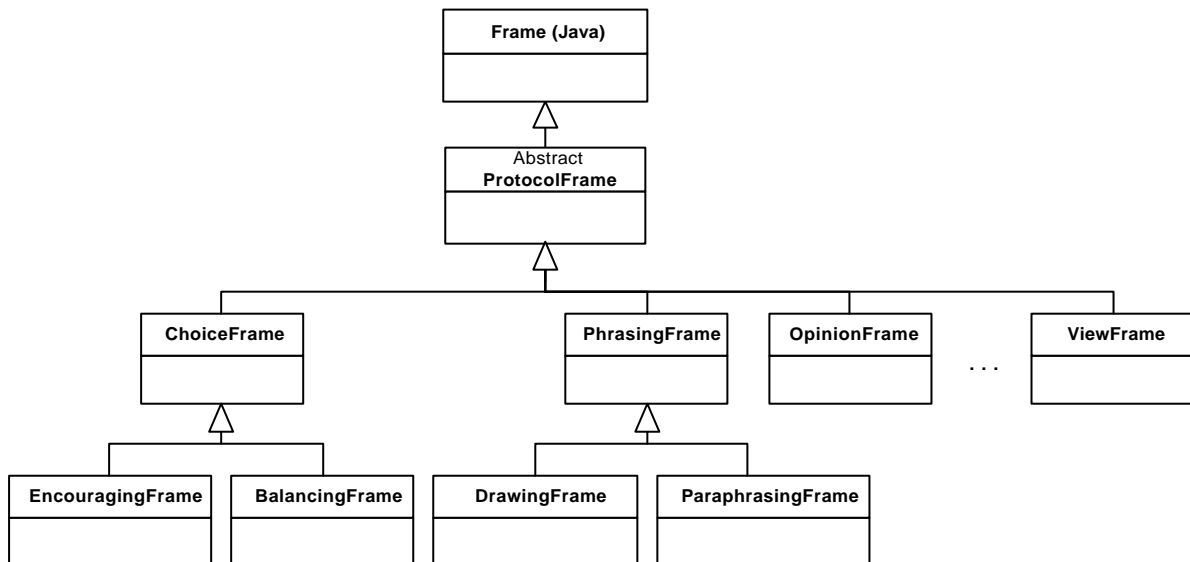 Frame (Java)
Abstract
ProtocolFrame
ChoiceFrame
PhrasingFrame
OpinionFrame
. . .
ViewFrame
EncouragingFrame
BalancingFrame
DrawingFrame
ParaphrasingFrame